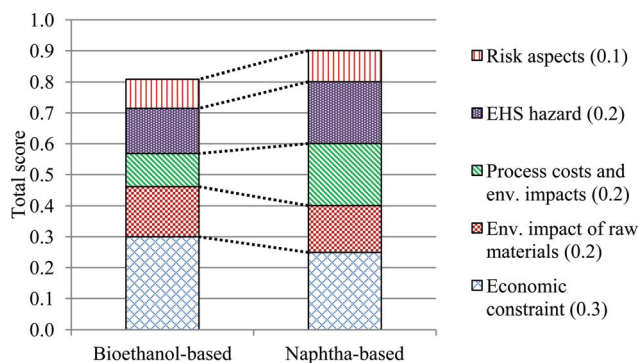 Total score
1.0
0.9
0.8
0.7
0.6
0.5
0.4
0.3
0.2
0.1
0.0
Bioethanol-based
Naphtha-based
Risk aspects (0.1)
EHS hazard (0.2)
Process costs and
env. impacts (0.2)
Env. impact of raw
materials (0.2)
Economic
constraint (0.3)